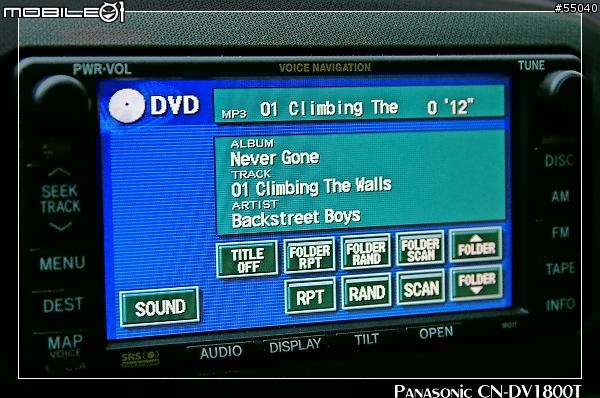 MOBILE01
#55040
PWR·VOL
VOICE NAVIGATION
TUNE
DVD
MP3 01 Climbing The 0 '12"
ALBUM
Never Gone
TRACK
01 Climbing The Walls
ARTIST
Backstreet Boys
TITLE OFF
FOLDER RPT
FOLDER RAND
FOLDER SCAN
FOLDER
SOUND
RPT
RAND
SCAN
FOLDER
SEEK
TRACK
MENU
DEST
MAP
VOICE
DISC
AM
FM
TAPE
INFO
SRS
AUDIO
DISPLAY
TILT
OPEN
PANASONIC CN-DV1800T